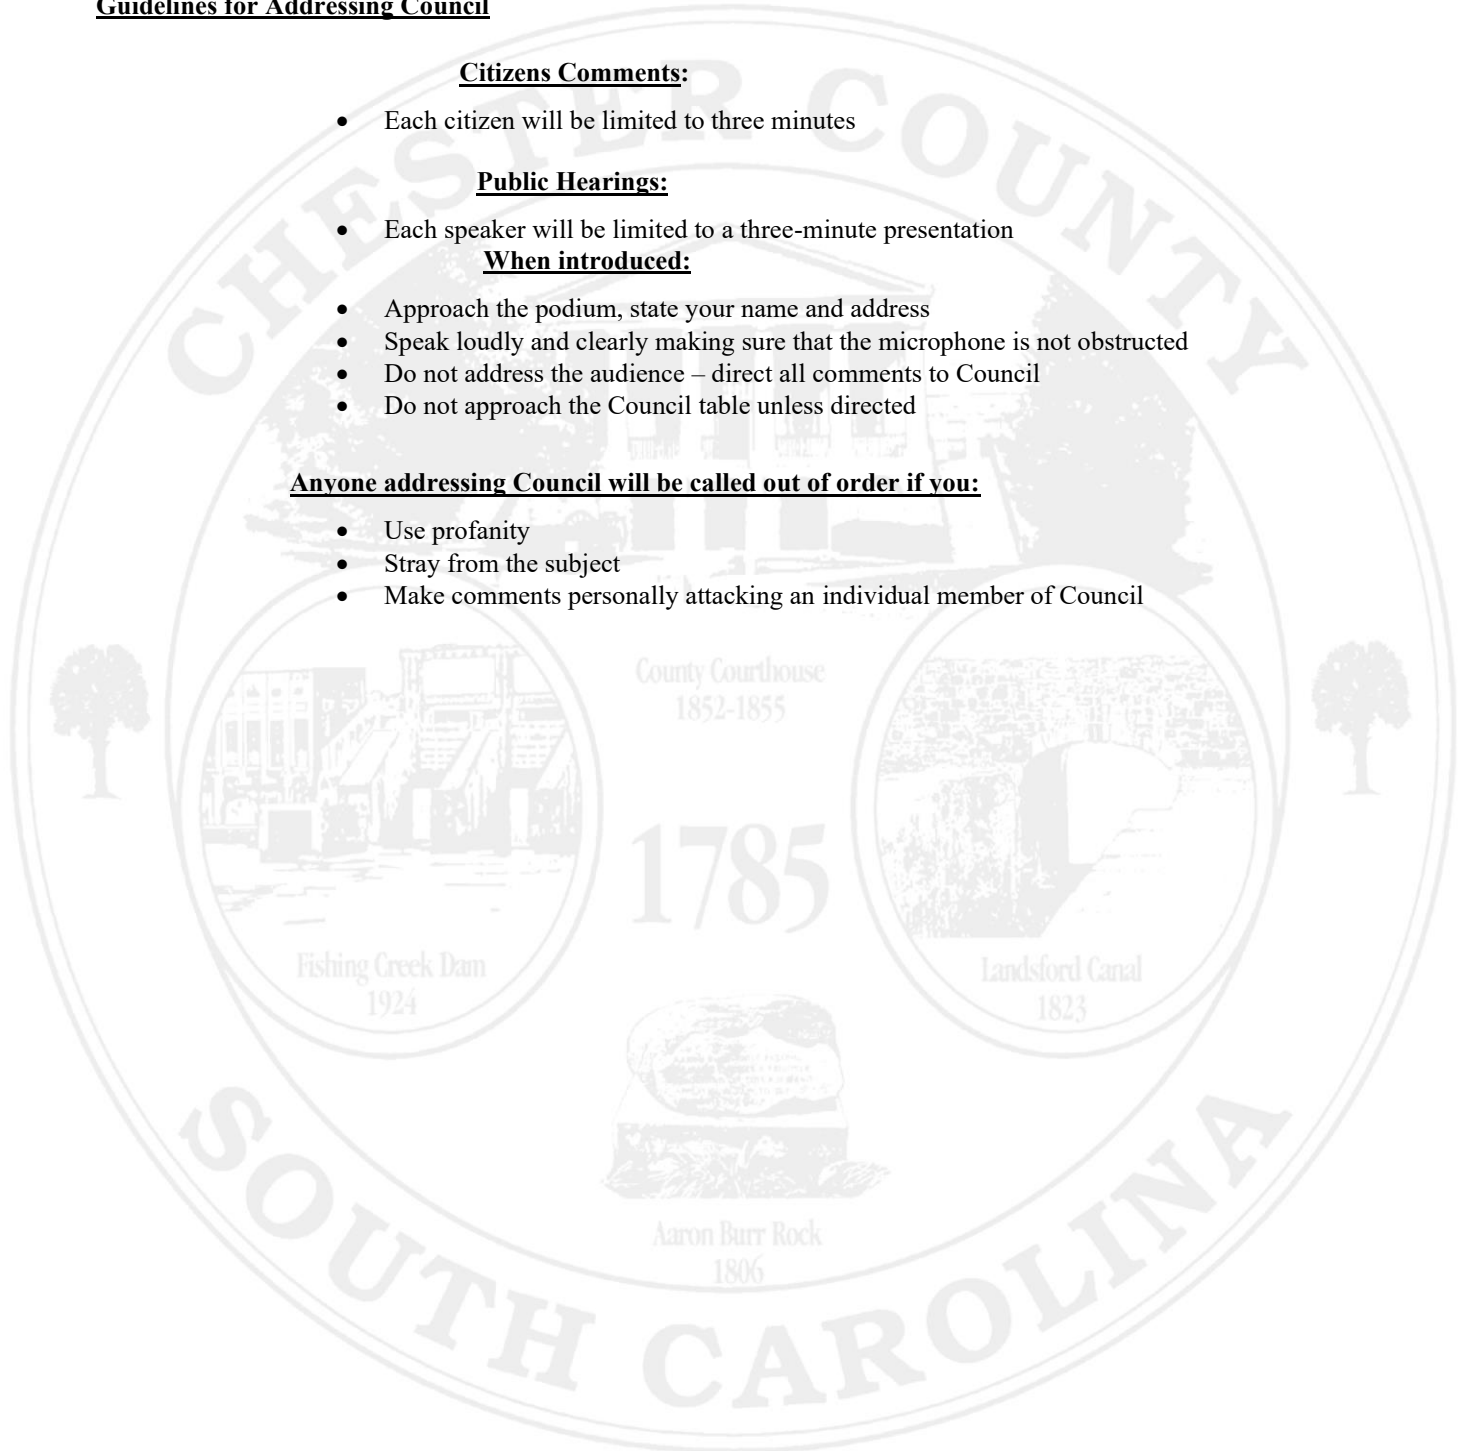 Guidelines for Addressing Council
Citizens Comments:
• Each citizen will be limited to three minutes
Public Hearings:
• Each speaker will be limited to a three-minute presentation
When introduced:
• Approach the podium, state your name and address
• Speak loudly and clearly making sure that the microphone is not obstructed
• Do not address the audience – direct all comments to Council
• Do not approach the Council table unless directed
Anyone addressing Council will be called out of order if you:
• Use profanity
• Stray from the subject
• Make comments personally attacking an individual member of Council
CHESTER COUNTY
County Courthouse
1852-1855
1785
Fishing Creek Dam
1924
Landsford Canal
1823
Aaron Burr Rock
1806
SOUTH CAROLINA